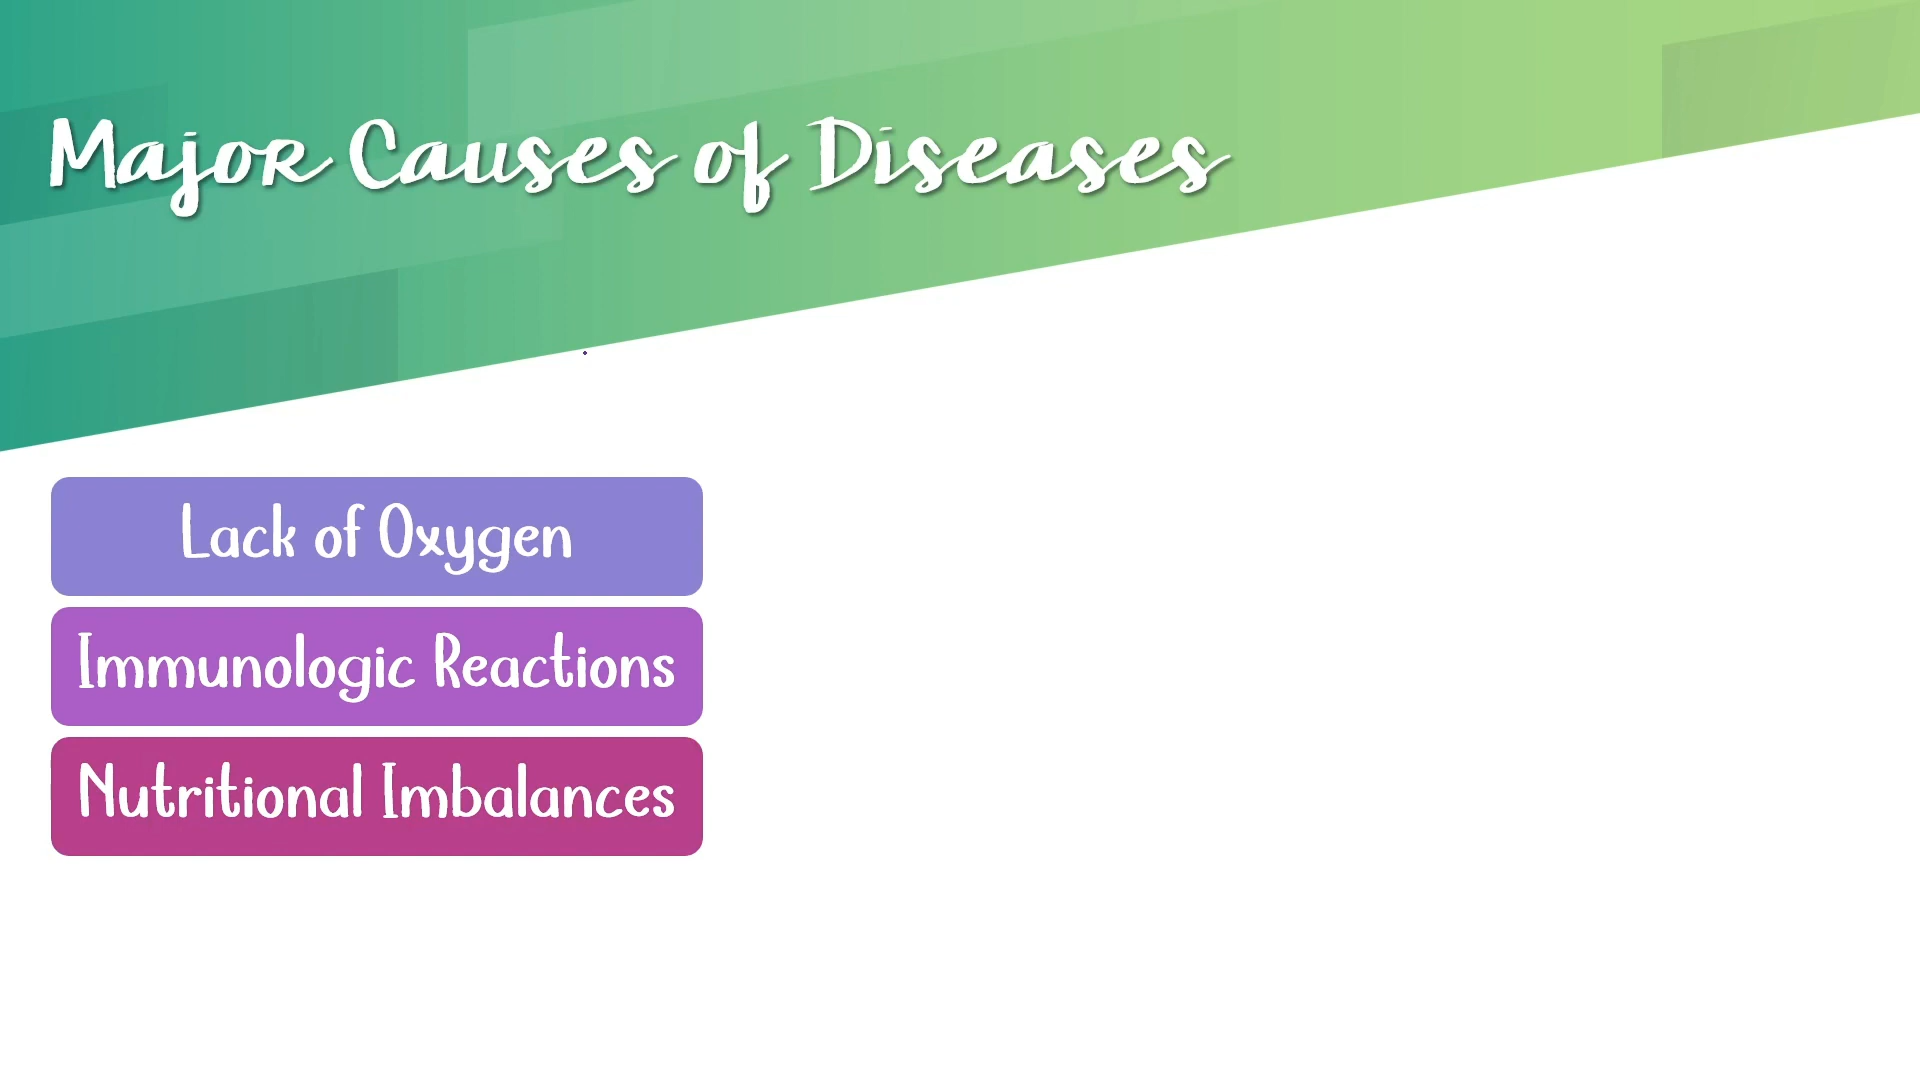 Major Causes of Diseases
Lack of Oxygen
Immunologic Reactions
Nutritional Imbalances